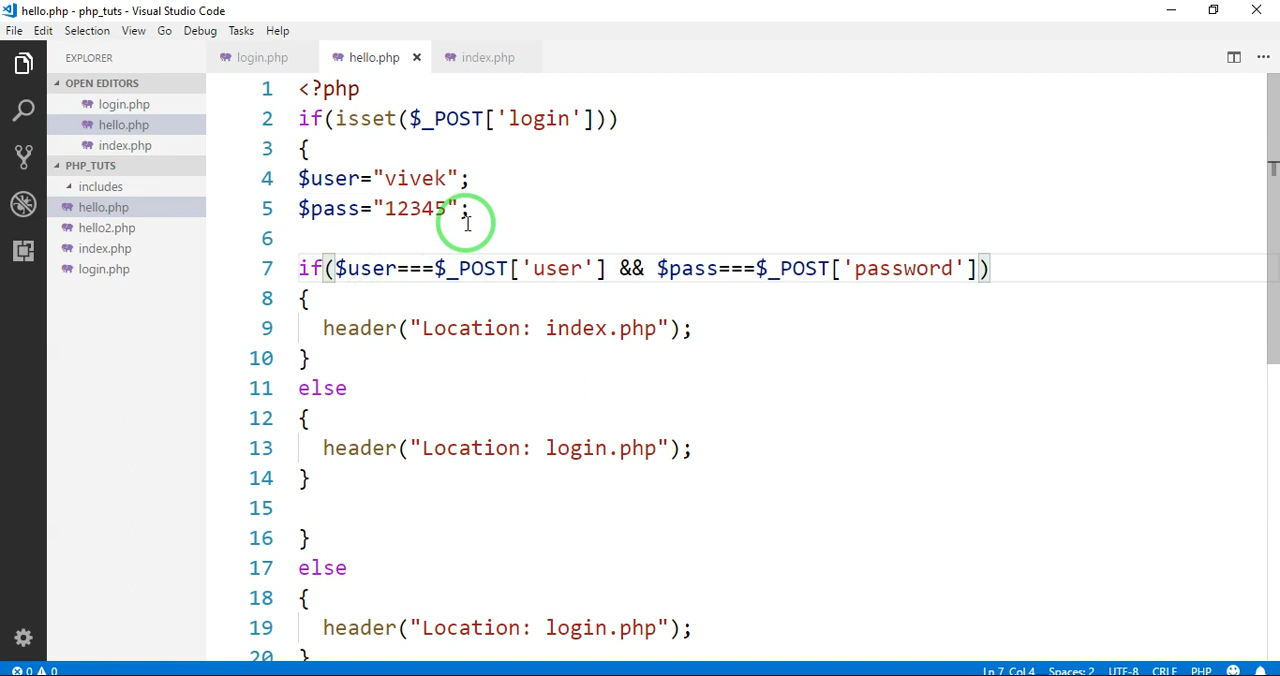 hello.php - php_tuts - Visual Studio Code
File Edit Selection View Go Debug Tasks Help
EXPLORER
OPEN EDITORS
login.php
hello.php
index.php
PHP_TUTS
includes
hello.php
hello2.php
index.php
login.php
login.php hello.php index.php
1 <?php
2 if(isset($_POST['login']))
3 {
4 $user="vivek";
5 $pass="12345";
6
7 if($user===$_POST['user'] && $pass===$_POST['password'])
8 {
9 header("Location: index.php");
10 }
11 else
12 {
13 header("Location: login.php");
14 }
15
16 }
17 else
18 {
19 header("Location: login.php");
20 }
0 0 Ln 7, Col 4 Spaces: 2 UTF-8 CRLF PHP